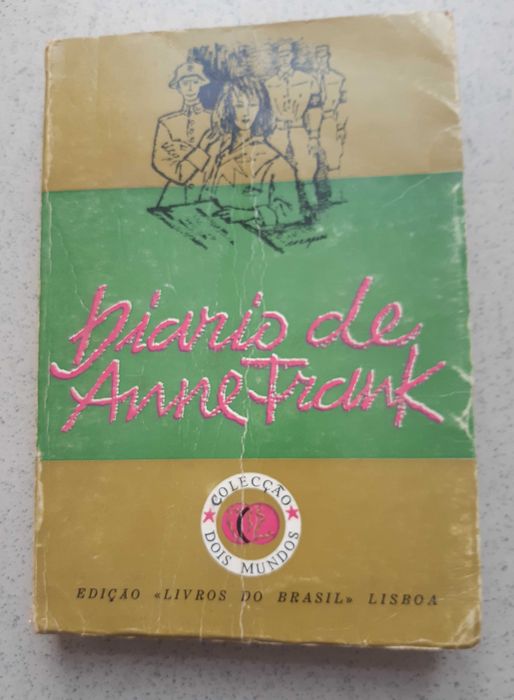 Diario de
Anne Frank
COLECÇÃO
DOIS MUNDOS
EDIÇÃO «LIVROS DO BRASIL» LISBOA